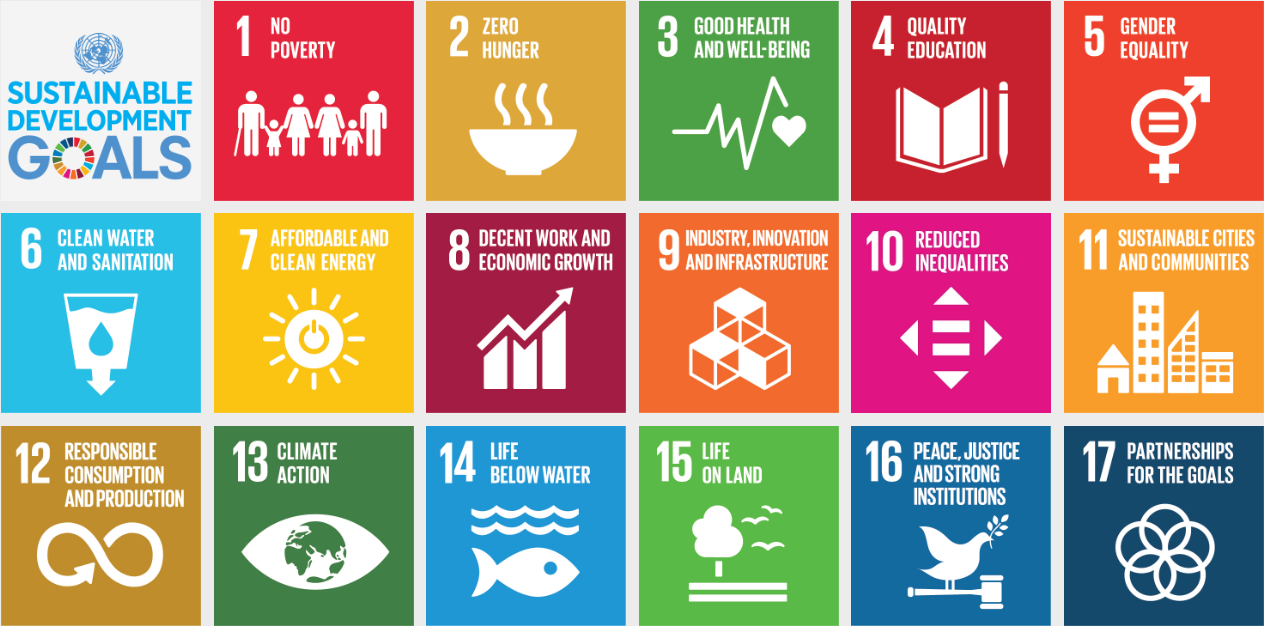 SUSTAINABLE
DEVELOPMENT
GOALS
1 NO
POVERTY
2 ZERO
HUNGER
3 GOOD HEALTH
AND WELL-BEING
4 QUALITY
EDUCATION
5 GENDER
EQUALITY
6 CLEAN WATER
AND SANITATION
7 AFFORDABLE AND
CLEAN ENERGY
8 DECENT WORK AND
ECONOMIC GROWTH
9 INDUSTRY, INNOVATION
AND INFRASTRUCTURE
10 REDUCED
INEQUALITIES
11 SUSTAINABLE CITIES
AND COMMUNITIES
12 RESPONSIBLE
CONSUMPTION
AND PRODUCTION
13 CLIMATE
ACTION
14 LIFE
BELOW WATER
15 LIFE
ON LAND
16 PEACE, JUSTICE
AND STRONG
INSTITUTIONS
17 PARTNERSHIPS
FOR THE GOALS